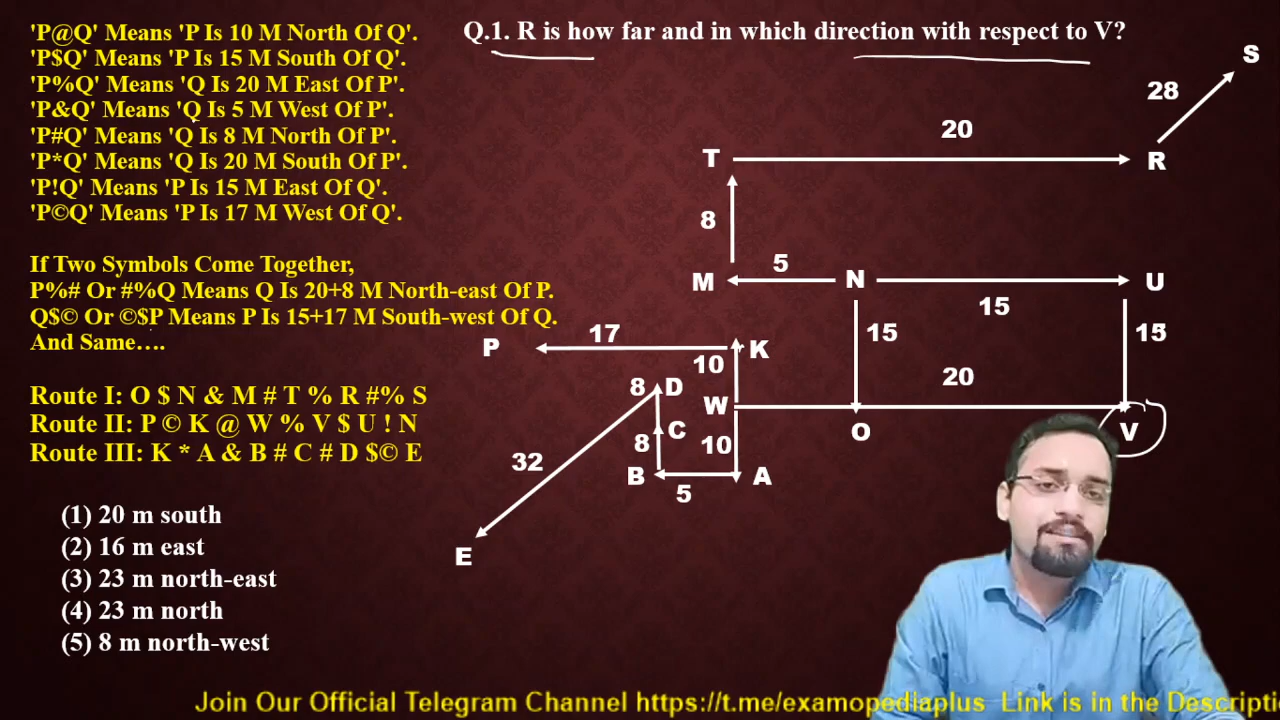 'P@Q' Means 'P Is 10 M North Of Q'.
'P$Q' Means 'P Is 15 M South Of Q'.
'P%Q' Means 'Q Is 20 M East Of P'.
'P&Q' Means 'Q Is 5 M West Of P'.
'P#Q' Means 'Q Is 8 M North Of P'.
'P*Q' Means 'Q Is 20 M South Of P'.
'P!Q' Means 'P Is 15 M East Of Q'.
'P©Q' Means 'P Is 17 M West Of Q'.
If Two Symbols Come Together,
P%# Or #%Q Means Q Is 20+8 M North-east Of P.
Q$© Or ©$P Means P Is 15+17 M South-west Of Q.
And Same….
Route I: O $ N & M # T % R #% S
Route II: P © K @ W % V $ U ! N
Route III: K * A & B # C # D $© E
(1) 20 m south
(2) 16 m east
(3) 23 m north-east
(4) 23 m north
(5) 8 m north-west
Q.1. R is how far and in which direction with respect to V?
S
28
20
T
R
8
5
M
N
U
15
15
15
17
P
10
K
20
8
D
W
C
O
V
8
10
32
B
A
5
E
Join Our Official Telegram Channel https://t.me/examopediaplus Link is in the Descripti